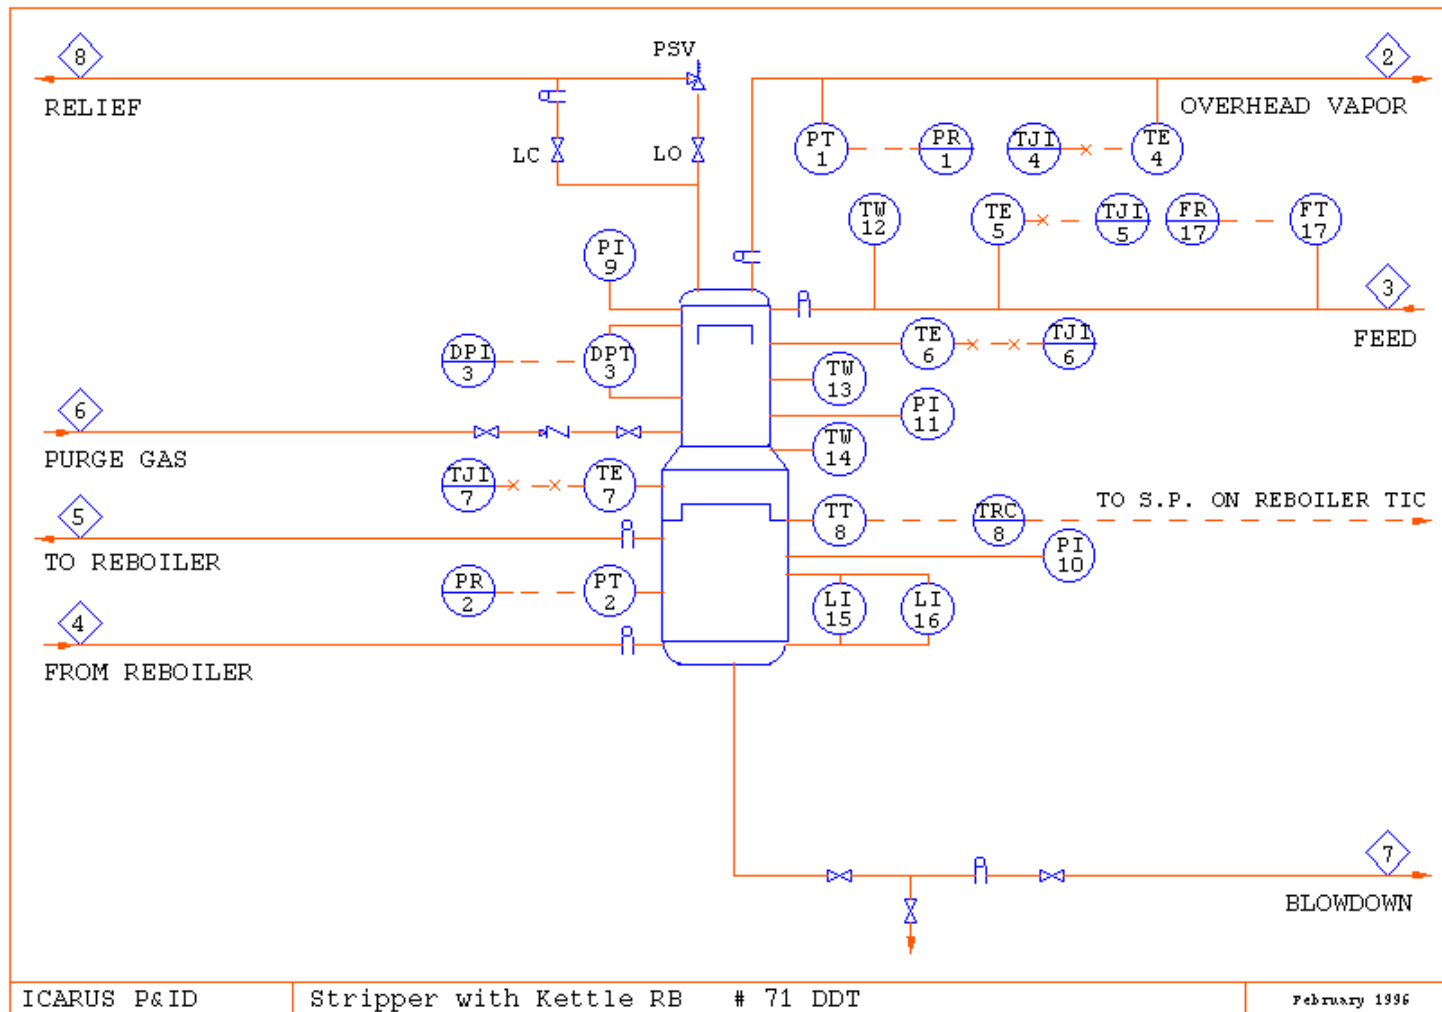 8
PSV
2
RELIEF
OVERHEAD VAPOR
LC
LO
PT
1
PR
1
TJI
4
TE
4
TW
12
TE
5
TJI
5
FR
17
FT
17
PI
9
3
FEED
DPI
3
DPT
3
TE
6
TJI
6
TW
13
6
PI
11
PURGE GAS
TW
14
TJI
7
TE
7
5
TT
8
TRC
8
TO S.P. ON REBOILER TIC
TO REBOILER
PI
10
PR
2
PT
2
LI
15
LI
16
4
FROM REBOILER
7
BLOWDOWN
ICARUS P&ID
Stripper with Kettle RB # 71 DDT
February 1996